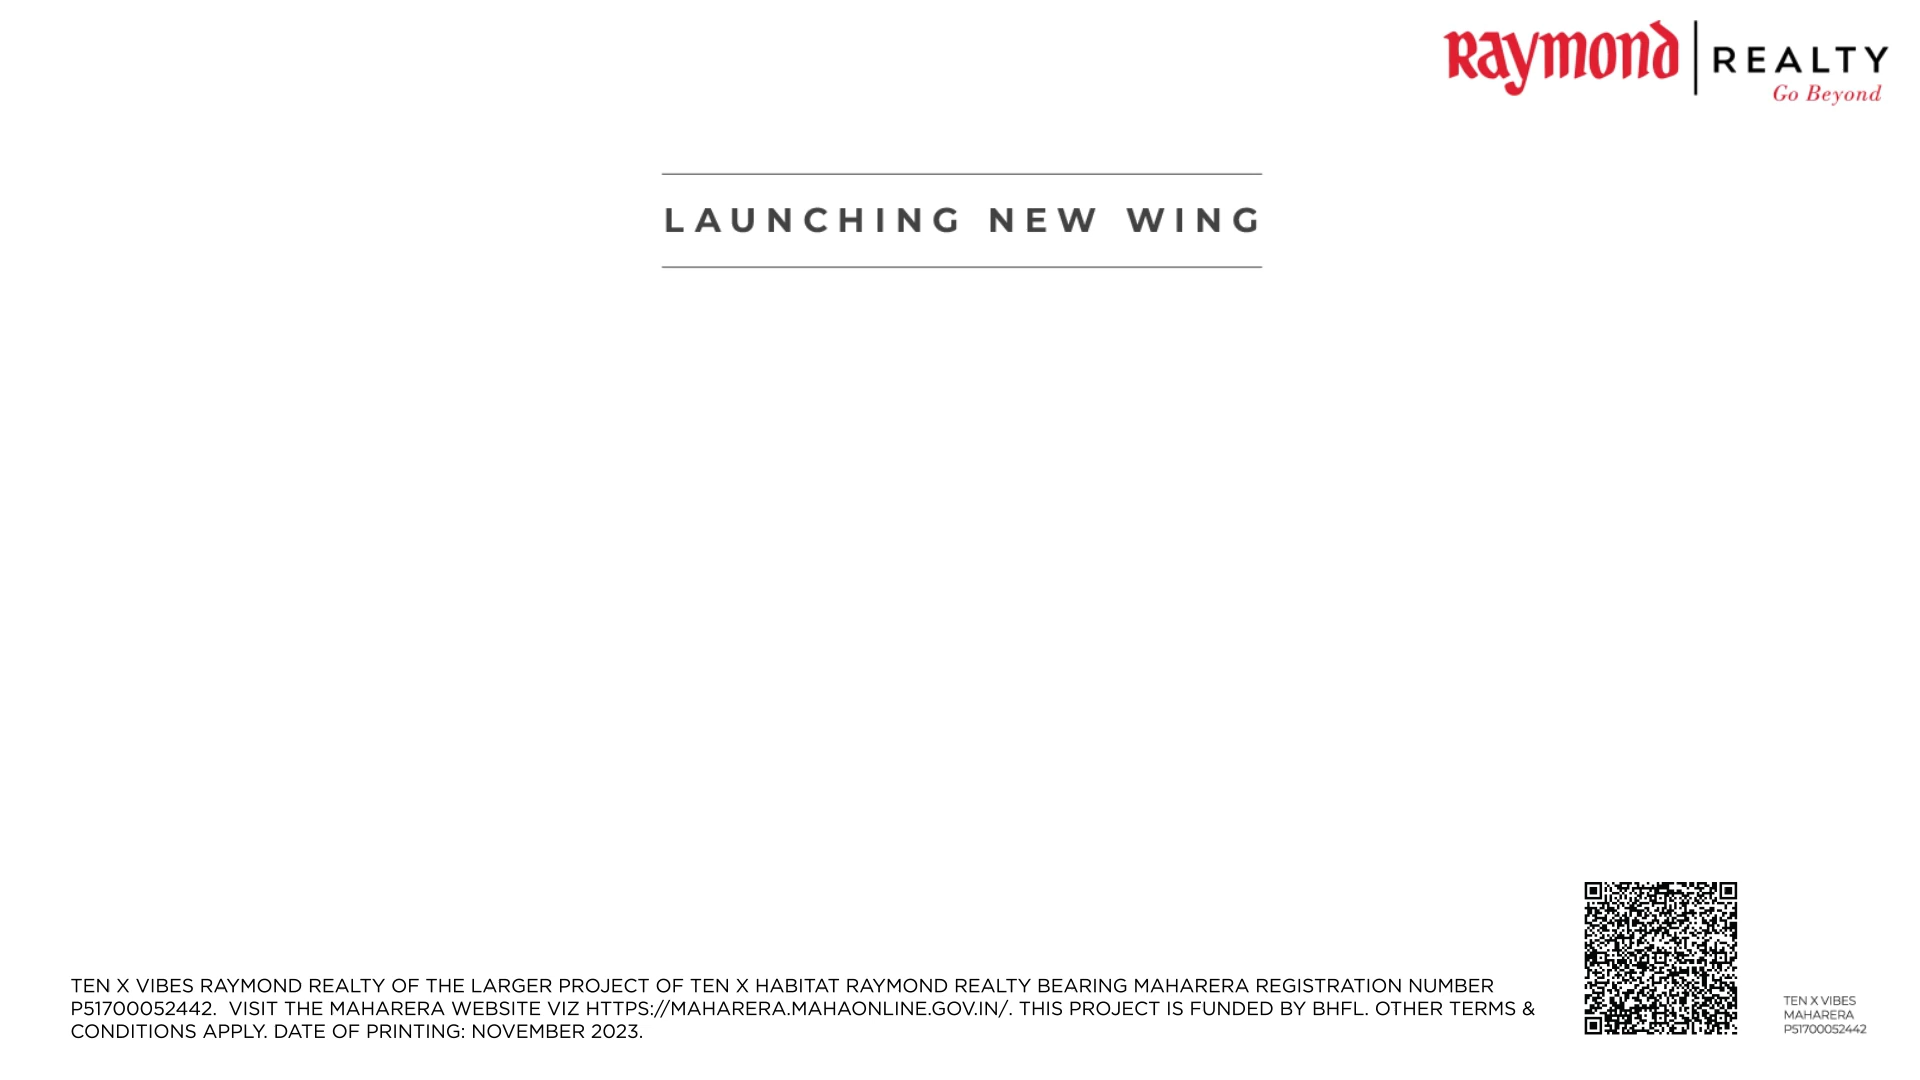 Raymond REALTY
Go Beyond
LAUNCHING NEW WING
TEN X VIBES RAYMOND REALTY OF THE LARGER PROJECT OF TEN X HABITAT RAYMOND REALTY BEARING MAHARERA REGISTRATION NUMBER
P51700052442. VISIT THE MAHARERA WEBSITE VIZ HTTPS://MAHARERA.MAHAONLINE.GOV.IN/. THIS PROJECT IS FUNDED BY BHFL. OTHER TERMS &
CONDITIONS APPLY. DATE OF PRINTING: NOVEMBER 2023.
TEN X VIBES
MAHARERA
P51700052442